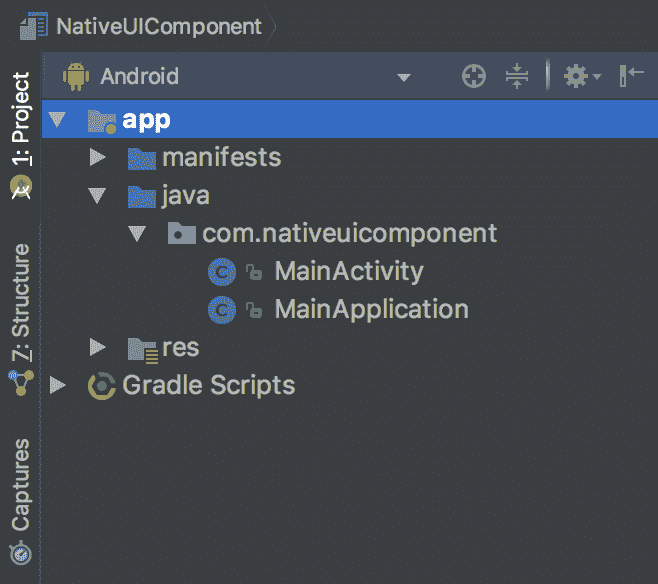 NativeUIComponent
Android
app
manifests
java
com.nativeuicomponent
MainActivity
MainApplication
res
Gradle Scripts
1: Project
7: Structure
Captures